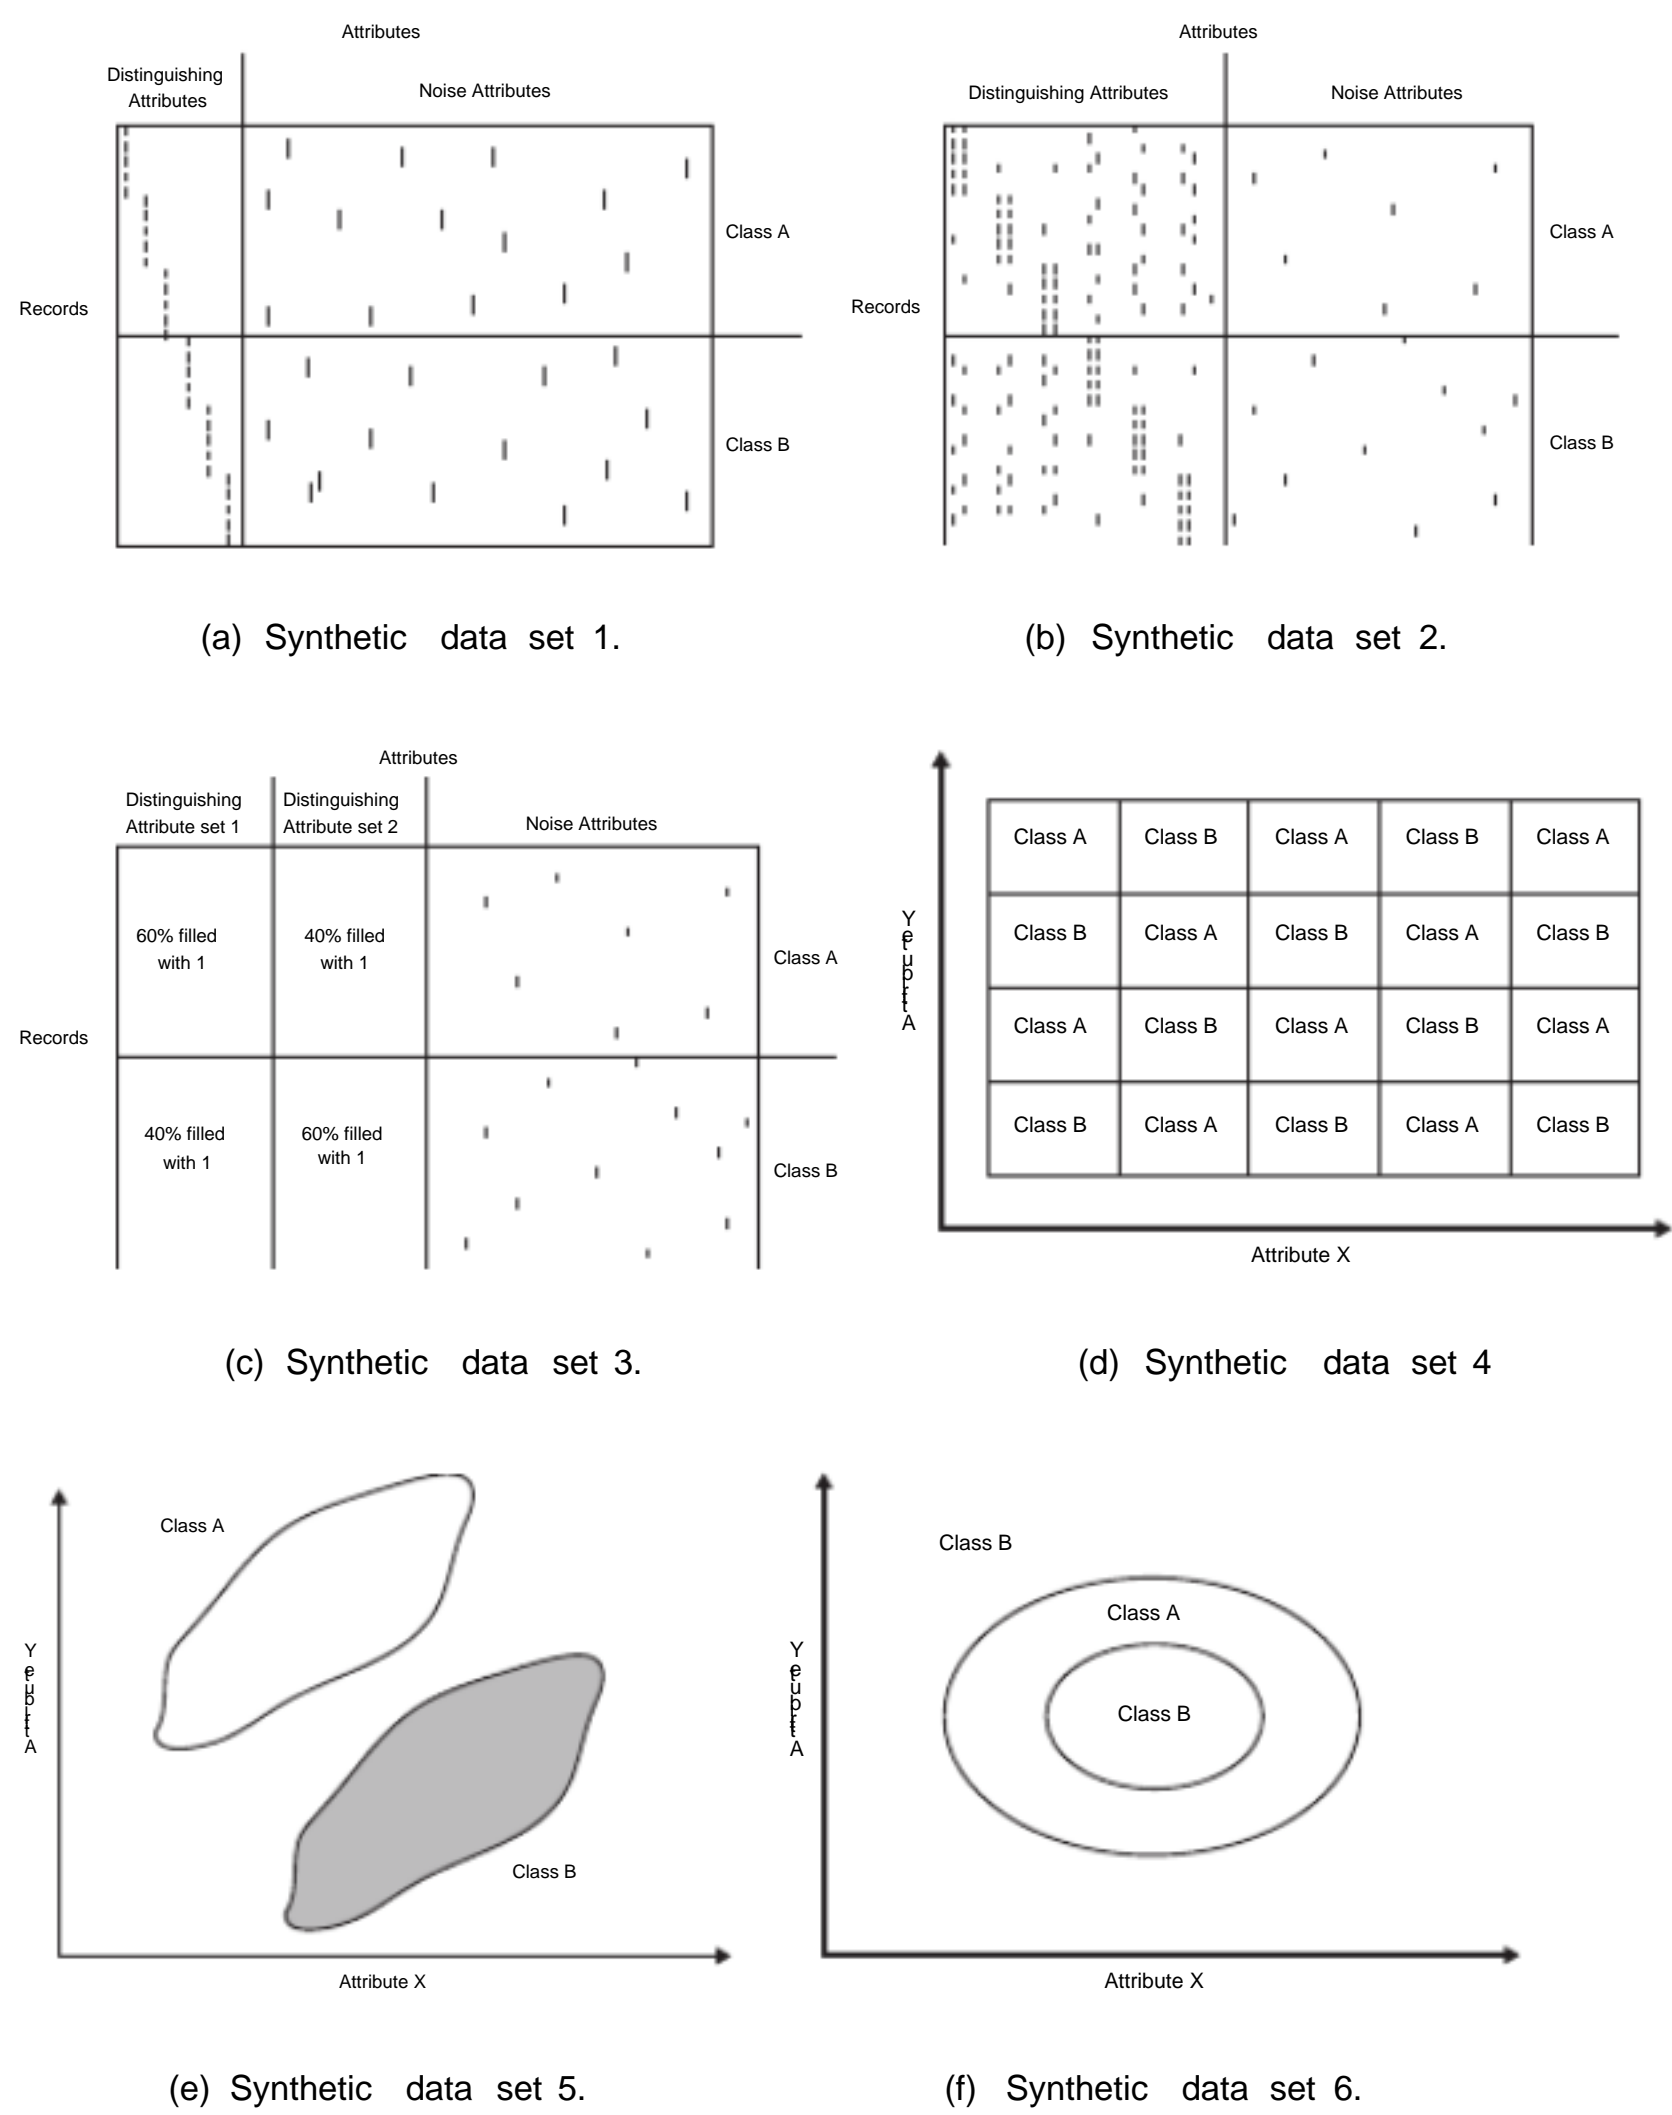 Attributes
Distinguishing
Attributes
Noise Attributes
Class A
Records
Class B
(a) Synthetic data set 1.
Attributes
Distinguishing Attributes
Noise Attributes
Class A
Records
Class B
(b) Synthetic data set 2.
Attributes
Distinguishing
Attribute set 1
Distinguishing
Attribute set 2
Noise Attributes
60% filled
with 1
40% filled
with 1
Class A
Records
40% filled
with 1
60% filled
with 1
Class B
(c) Synthetic data set 3.
Class A Class B Class A Class B Class A
Class B Class A Class B Class A Class B
Class A Class B Class A Class B Class A
Class B Class A Class B Class A Class B
Attribute Y
Attribute X
(d) Synthetic data set 4
Class A
Attribute Y
Class B
Attribute X
(e) Synthetic data set 5.
Class B
Class A
Class B
Attribute Y
Attribute X
(f) Synthetic data set 6.